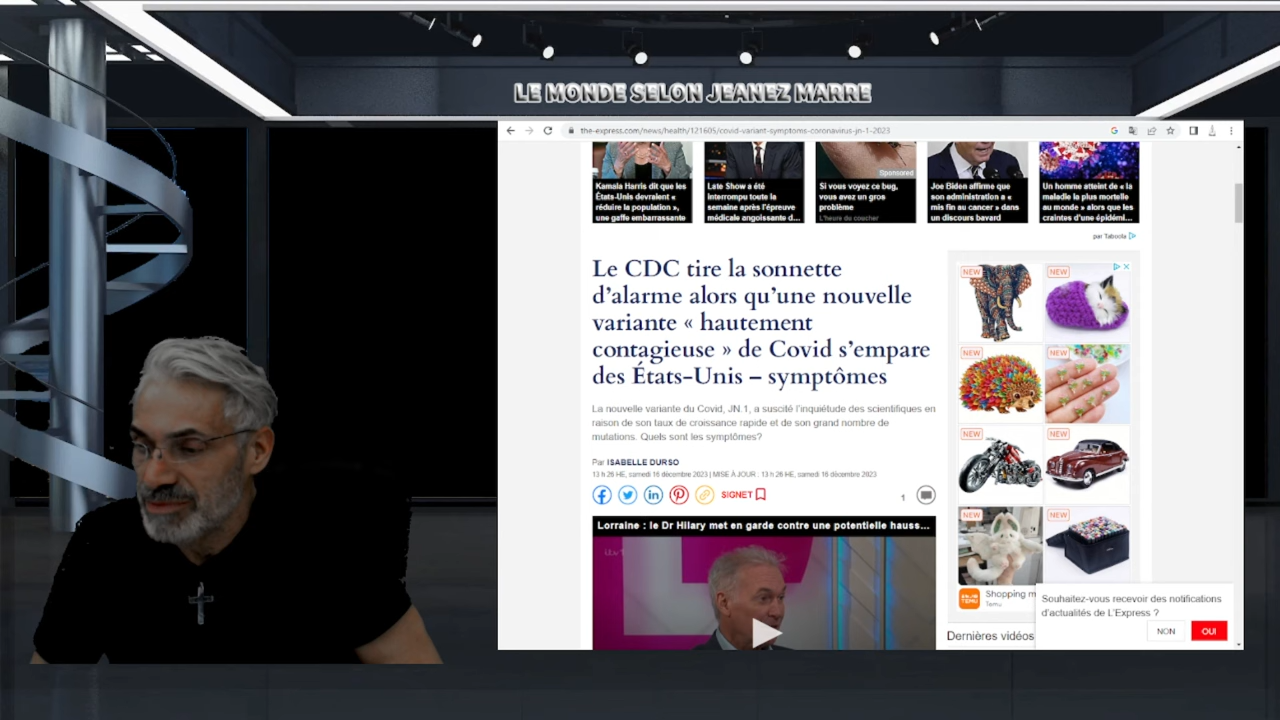 LE MONDE SELON JEANEZ MARRE
the-express.com/news/health/121605/covid-variant-symptoms-coronavirus-jn-1-2023
Kamala Harris dit que les
États-Unis devraient «
réduire la population »,
une gaffe embarrassante
Late Show a été
interrompu toute la
semaine après l'épreuve
médicale angoissante d...
Sponsored
Si vous voyez ce bug,
vous avez un gros
problème
L'heure du coucher
Joe Biden affirme que
son administration a «
mis fin au cancer » dans
un discours bavard
Un homme atteint de « la
maladie la plus mortelle
au monde » alors que les
craintes d'une épidémi...
par Taboola
Le CDC tire la sonnette
d'alarme alors qu'une nouvelle
variante « hautement
contagieuse » de Covid s'empare
des États-Unis – symptômes
La nouvelle variante du Covid, JN.1, a suscité l'inquiétude des scientifiques en
raison de son taux de croissance rapide et de son grand nombre de
mutations. Quels sont les symptômes?
Par ISABELLE DURSO
13 h 26 HE, samedi 16 décembre 2023 | MISE À JOUR : 13 h 26 HE, samedi 16 décembre 2023
SIGNET
1
Lorraine : le Dr Hilary met en garde contre une potentielle hauss...
itv1
NEW
NEW
NEW
NEW
NEW
NEW
NEW
NEW
TEMU
Shopping m
Temu
Dernières vidéos
Souhaitez-vous recevoir des notifications
d'actualités de L'Express ?
NON
OUI